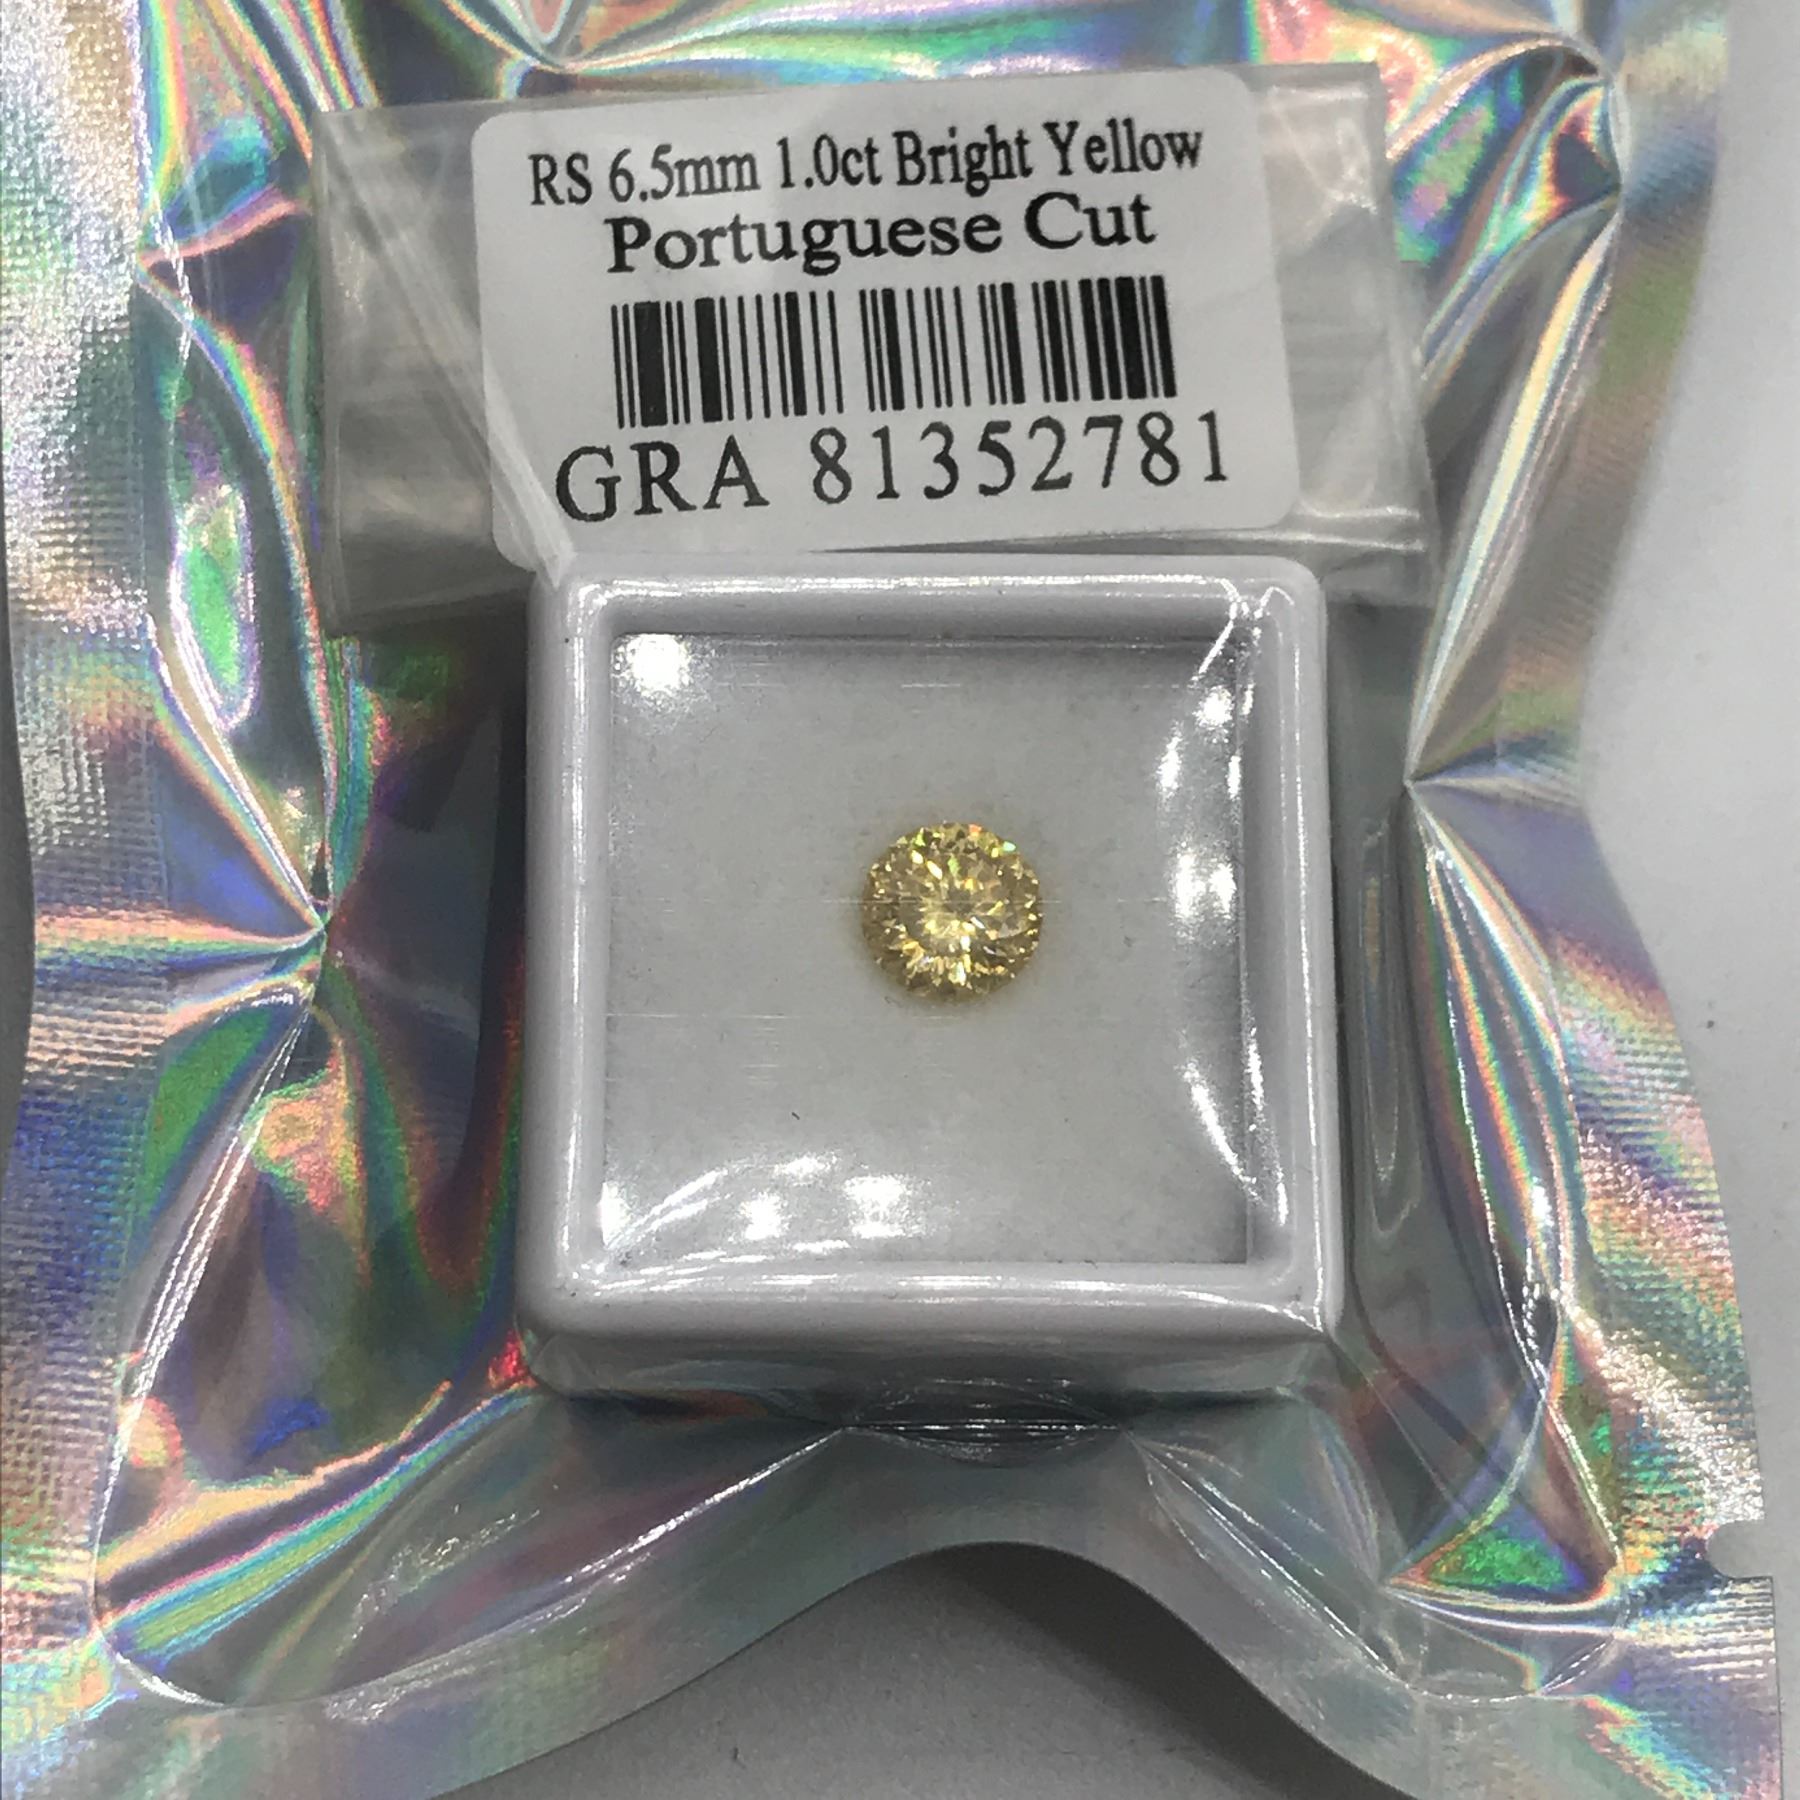 RS 6.5mm 1.0ct Bright Yellow
Portuguese Cut
GRA 81352781